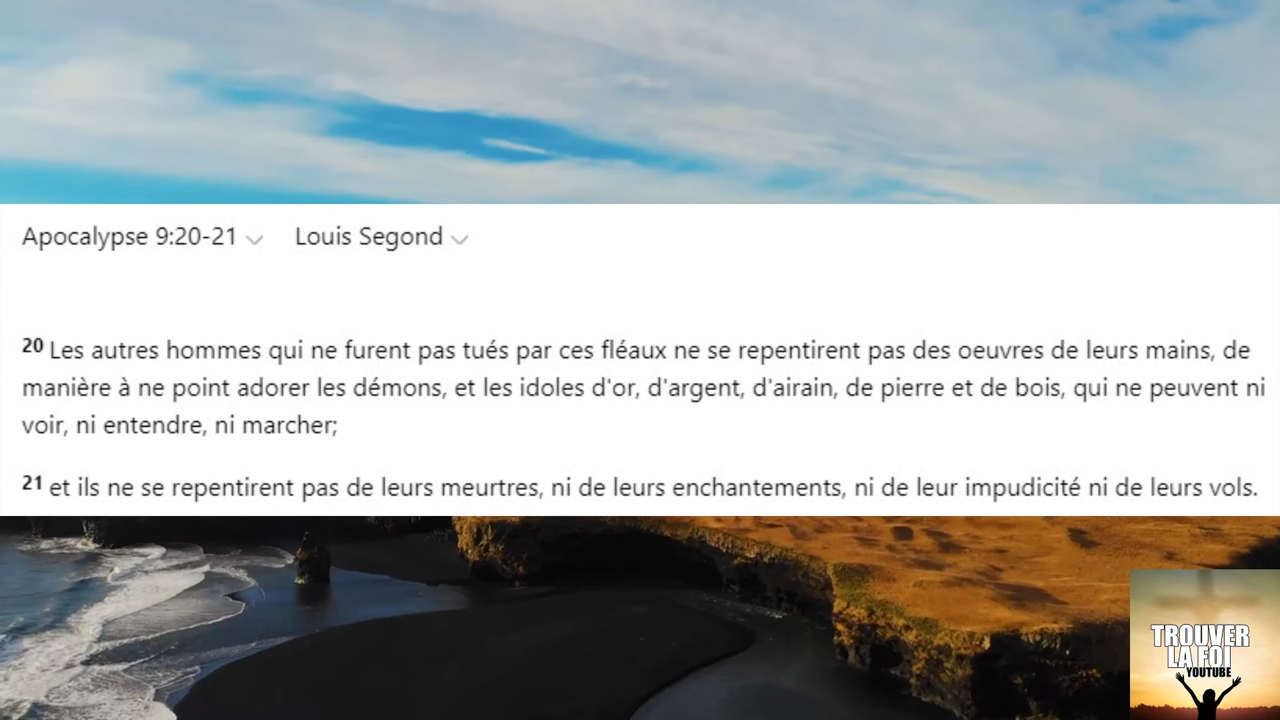 Apocalypse 9:20-21 Louis Segond
20 Les autres hommes qui ne furent pas tués par ces fléaux ne se repentirent pas des oeuvres de leurs mains, de
manière à ne point adorer les démons, et les idoles d'or, d'argent, d'airain, de pierre et de bois, qui ne peuvent ni
voir, ni entendre, ni marcher;
21 et ils ne se repentirent pas de leurs meurtres, ni de leurs enchantements, ni de leur impudicité ni de leurs vols.
TROUVER
LA FOI
YOUTUBE